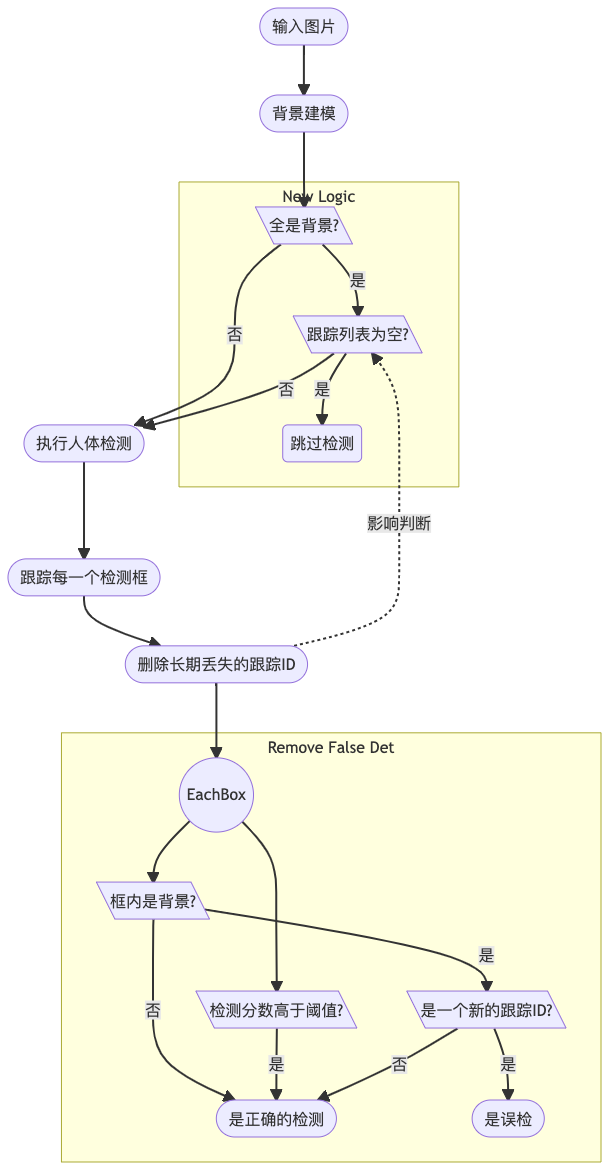 输入图片
背景建模
New Logic
全是背景?
是
跟踪列表为空?
否
否
是
执行人体检测
跳过检测
影响判断
跟踪每一个检测框
删除长期丢失的跟踪ID
Remove False Det
EachBox
框内是背景?
是
否
检测分数高于阈值?
是一个新的跟踪ID?
是
否
是
是正确的检测
是误检